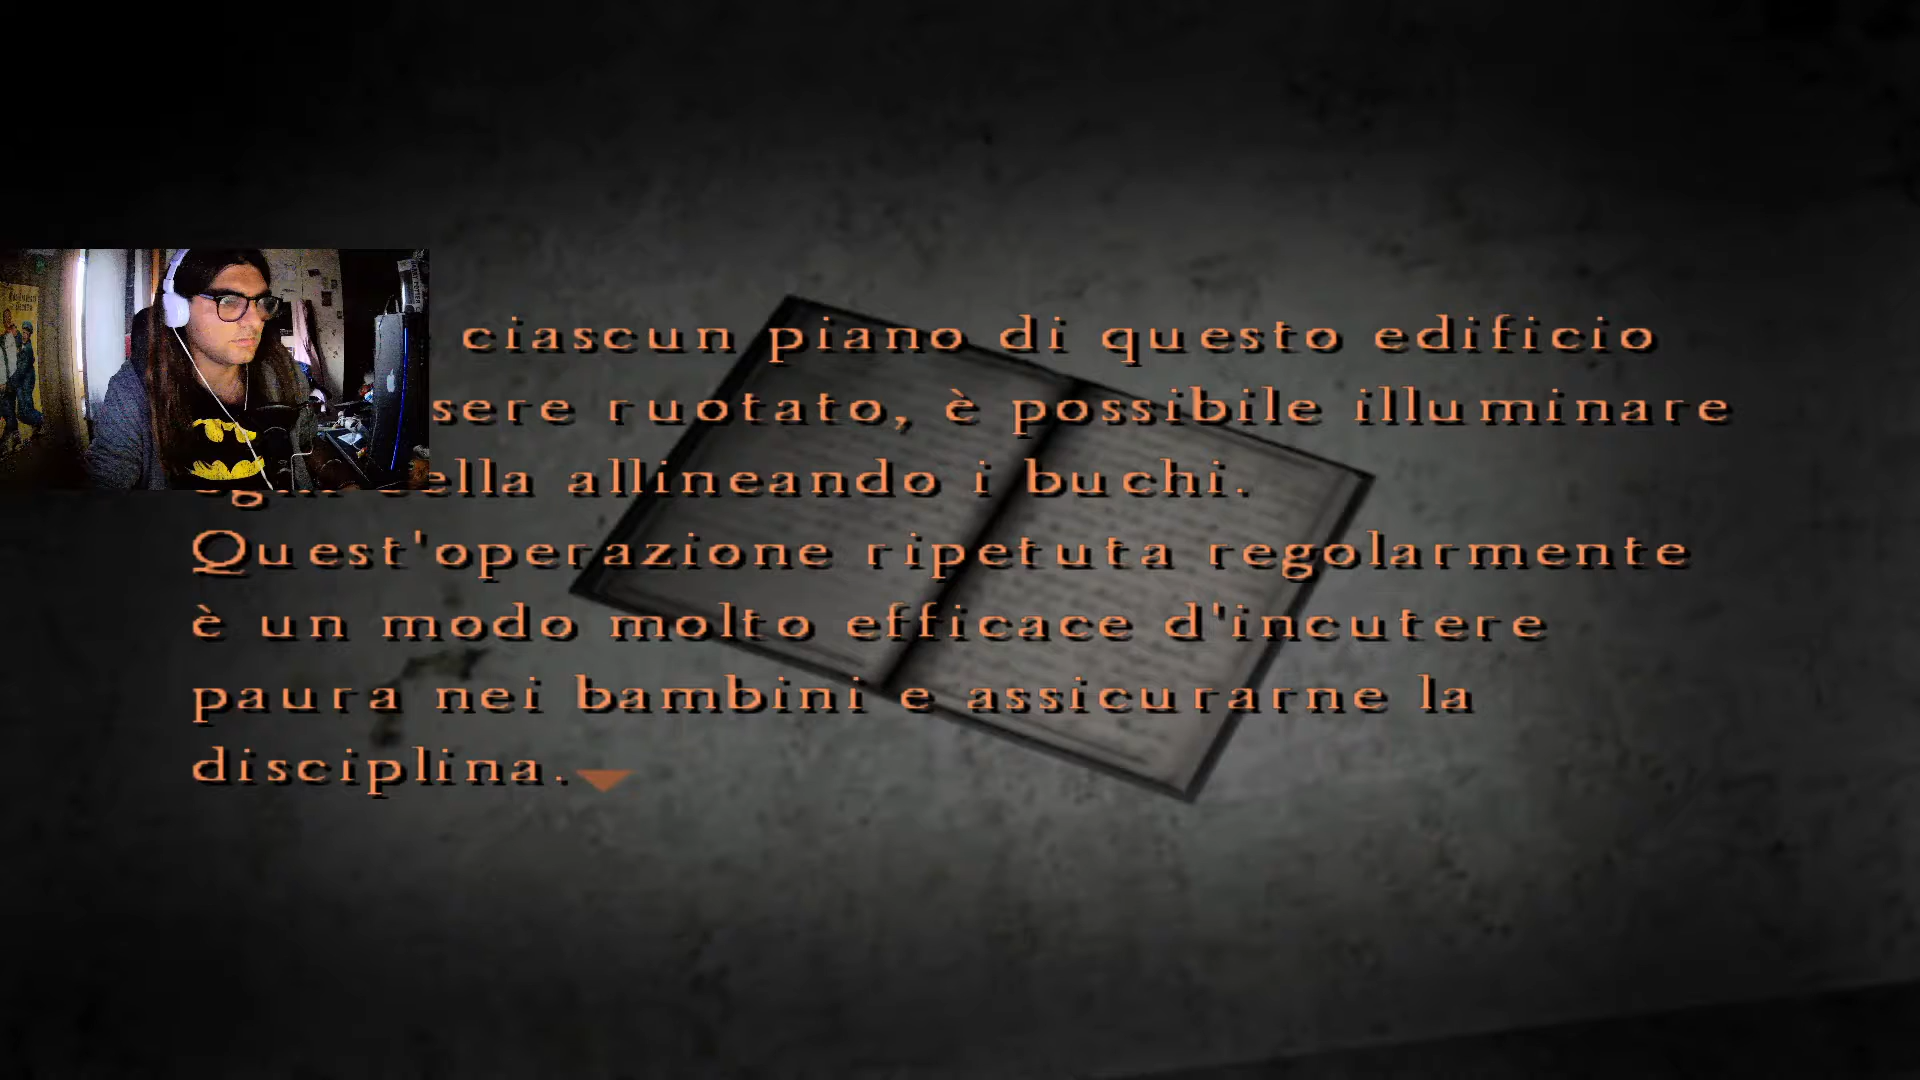 ciascun piano di questo edificio
sere ruotato, è possibile illuminare
ella allineando i buchi.
Quest'operazione ripetuta regolarmente
è un modo molto efficace d'incutere
paura nei bambini e assicurarne la
disciplina.